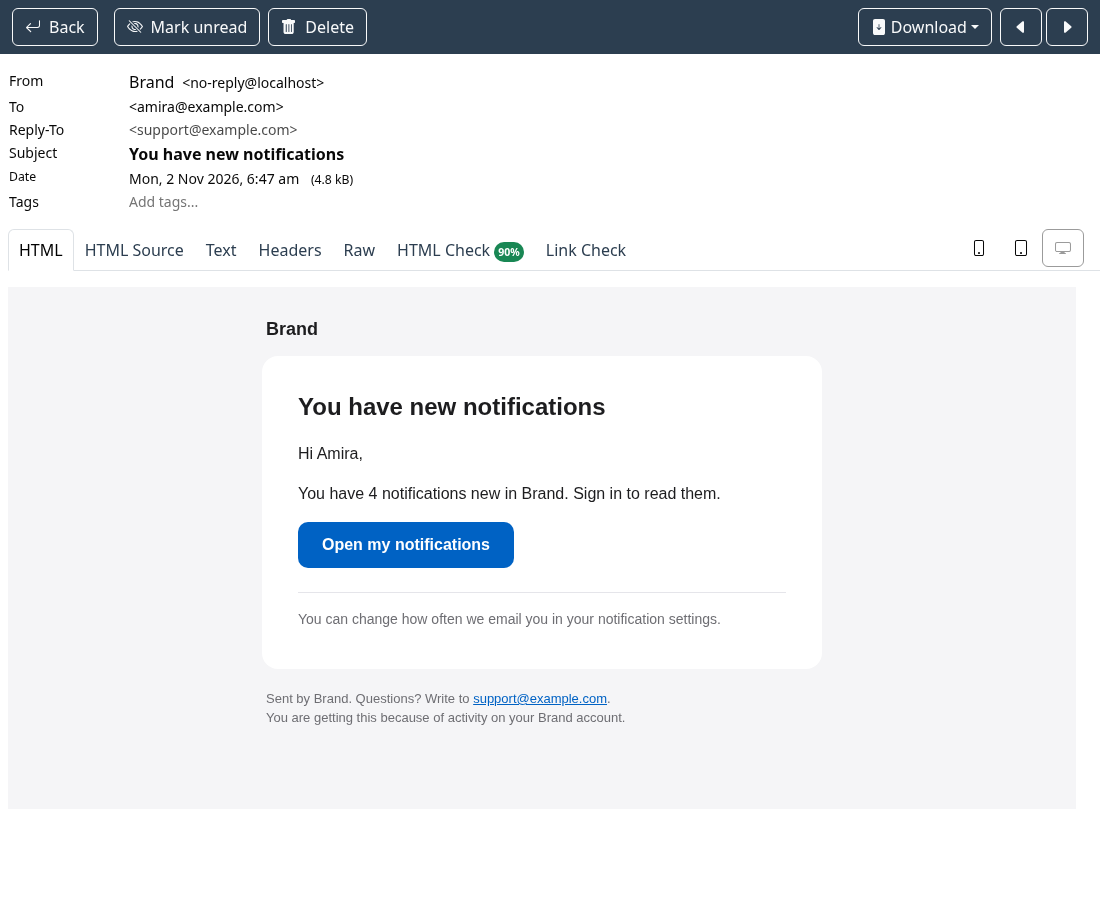 Back
Mark unread
Delete
Download
From Brand <no-reply@localhost>
To <amira@example.com>
Reply-To <support@example.com>
Subject You have new notifications
Date Mon, 2 Nov 2026, 6:47 am (4.8 kB)
Tags Add tags...
HTML HTML Source Text Headers Raw HTML Check 90% Link Check
Brand
You have new notifications
Hi Amira,
You have 4 notifications new in Brand. Sign in to read them.
Open my notifications
You can change how often we email you in your notification settings.
Sent by Brand. Questions? Write to support@example.com.
You are getting this because of activity on your Brand account.